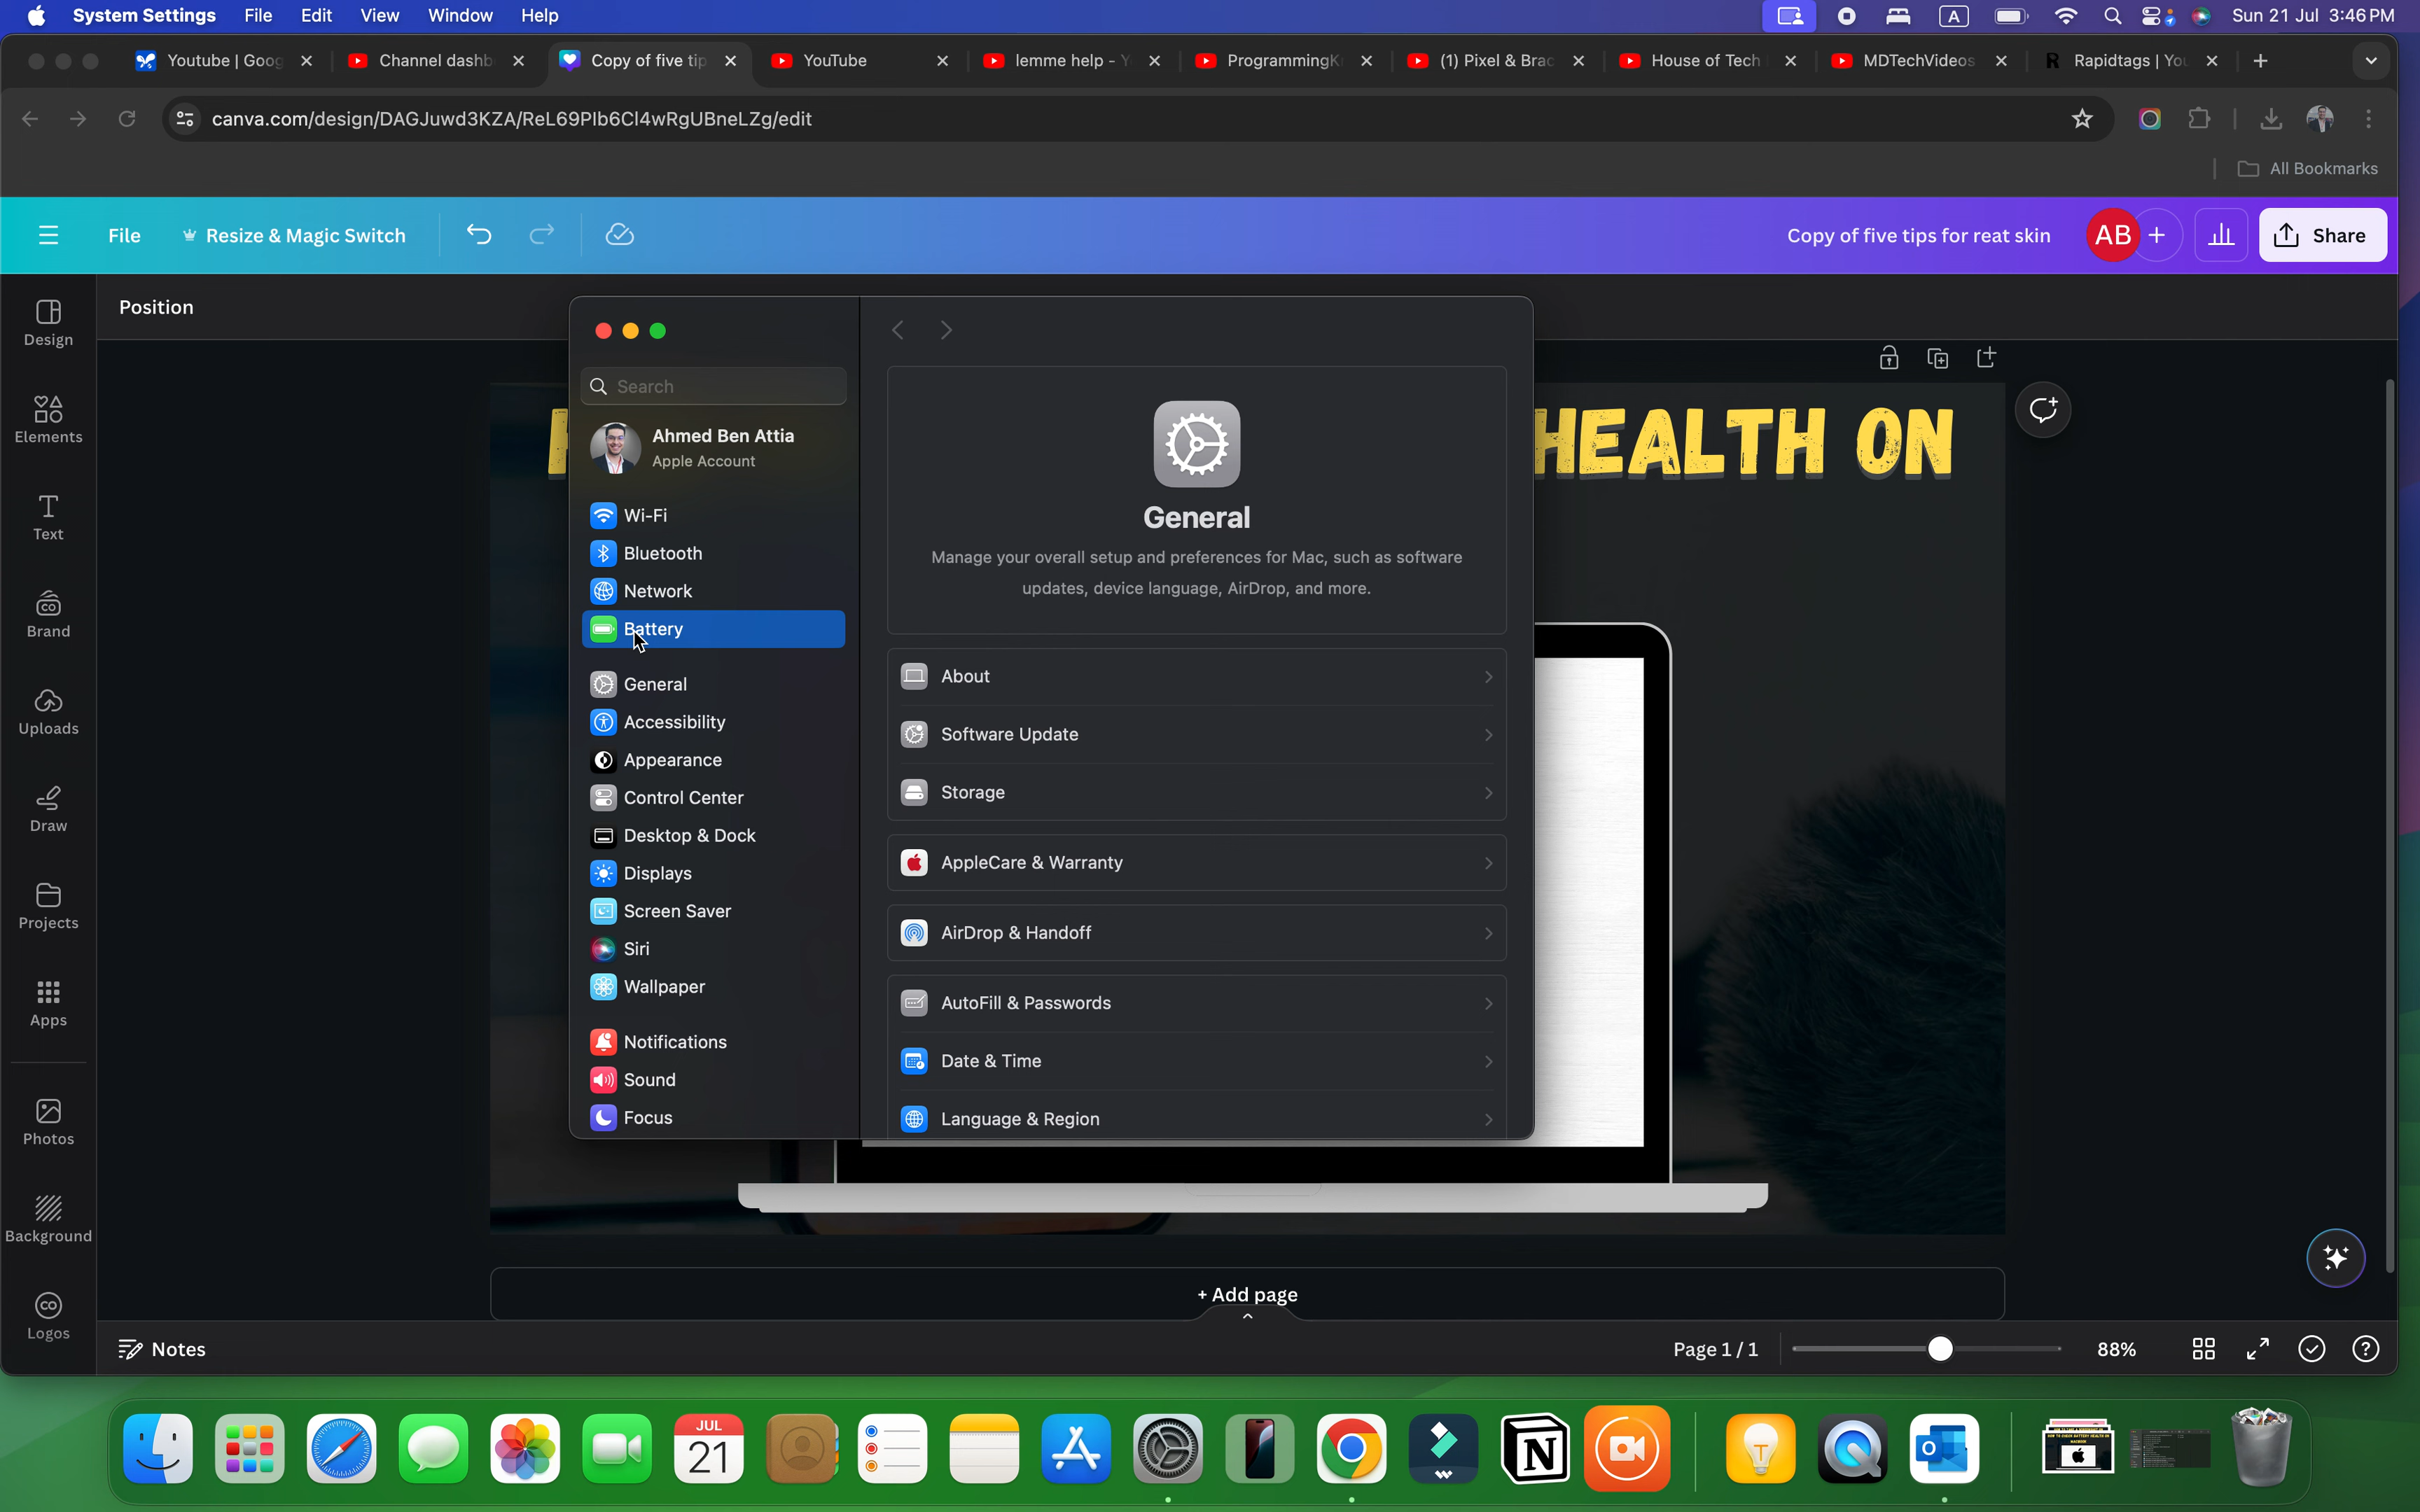 System Settings File Edit View Window Help A Sun 21 Jul 3:46 PM
Youtube | Goog Channel dashb Copy of five tip YouTube lemme help - Y ProgrammingK (1) Pixel & Brac House of Tech MDTechVideos R Rapidtags | You
canva.com/design/DAGJuwd3KZA/ReL69PIb6CI4wRgUBneLZg/edit
All Bookmarks
File Resize & Magic Switch Copy of five tips for reat skin AB + Share
Position
Design
Elements
Text
Brand
Uploads
Draw
Projects
Apps
Photos
Background
Logos
HEALTH ON
Search
Ahmed Ben Attia
Apple Account
Wi-Fi
Bluetooth
Network
Battery
General
Accessibility
Appearance
Control Center
Desktop & Dock
Displays
Screen Saver
Siri
Wallpaper
Notifications
Sound
Focus
General
Manage your overall setup and preferences for Mac, such as software
updates, device language, AirDrop, and more.
About
Software Update
Storage
AppleCare & Warranty
AirDrop & Handoff
AutoFill & Passwords
Date & Time
Language & Region
+ Add page
Notes Page 1 / 1 88%
JUL
21